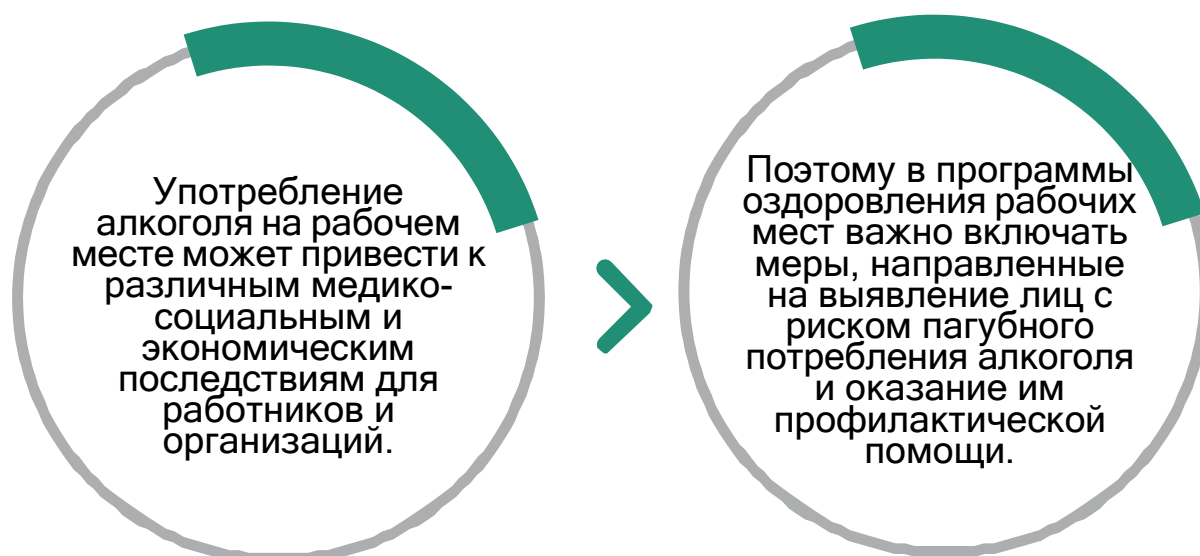 Употребление
алкоголя на рабочем
месте может привести к
различным медико-
социальным и
экономическим
последствиям для
работников и
организаций.
Поэтому в программы
оздоровления рабочих
мест важно включать
меры, направленные
на выявление лиц с
риском пагубного
потребления алкоголя
и оказание им
профилактической
помощи.